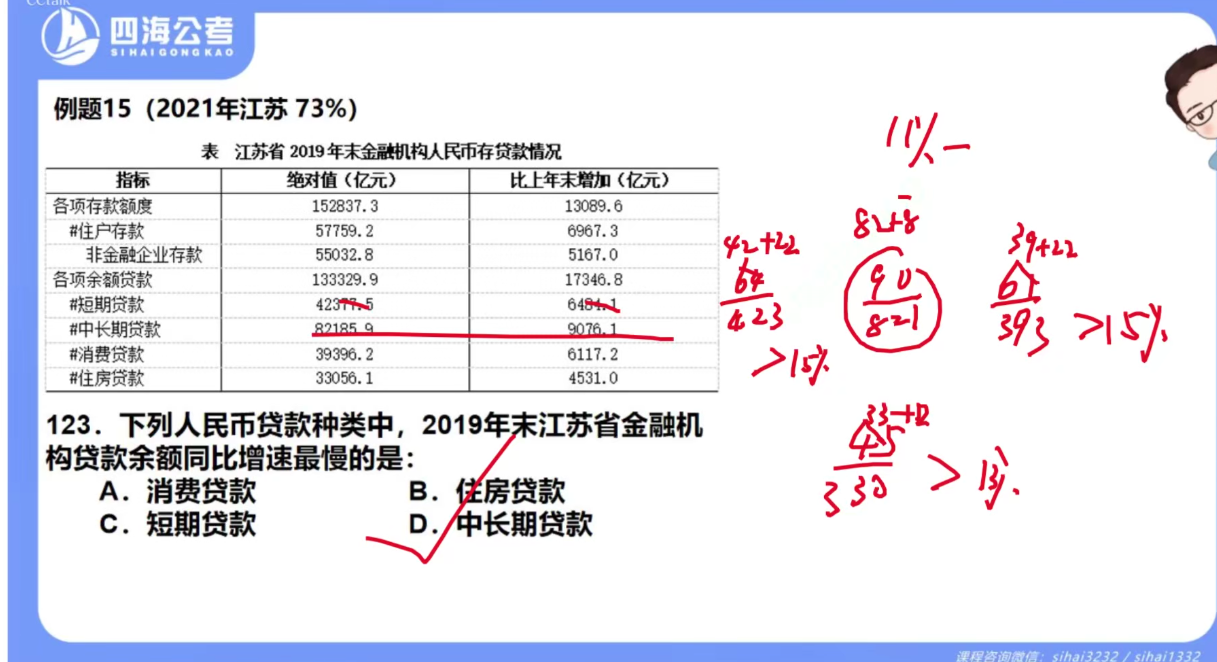 CCtalk
四海公考
SIHAIGONGKAO
例题15（2021年江苏 73%）
表 江苏省 2019 年末金融机构人民币存贷款情况
指标 绝对值（亿元） 比上年末增加（亿元）
各项存款额度 152837.3 13089.6
#住户存款 57759.2 6967.3
非金融企业存款 55032.8 5167.0
各项余额贷款 133329.9 17346.8
#短期贷款 42377.5 6484.1
#中长期贷款 82185.9 9076.1
#消费贷款 39396.2 6117.2
#住房贷款 33056.1 4531.0
123. 下列人民币贷款种类中，2019年末江苏省金融机
构贷款余额同比增速最慢的是：
A. 消费贷款 B. 住房贷款
C. 短期贷款 D. 中长期贷款
11%-
42+22
64
423
>15%
82+8
90
821
39+22
61
393
>15%
33+12
45
330
>13%
课程咨询微信：sihai3232 / sihai1332